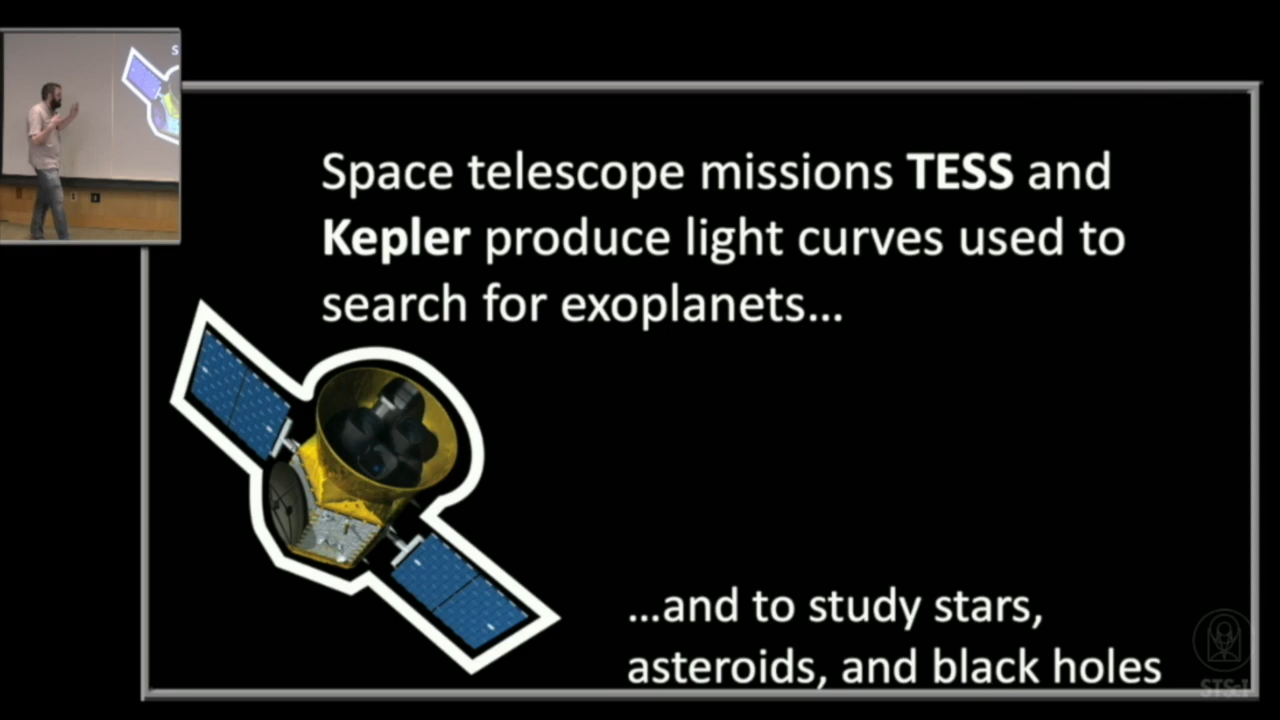 Space telescope missions TESS and
Kepler produce light curves used to
search for exoplanets...
...and to study stars,
asteroids, and black holes
STScI
S